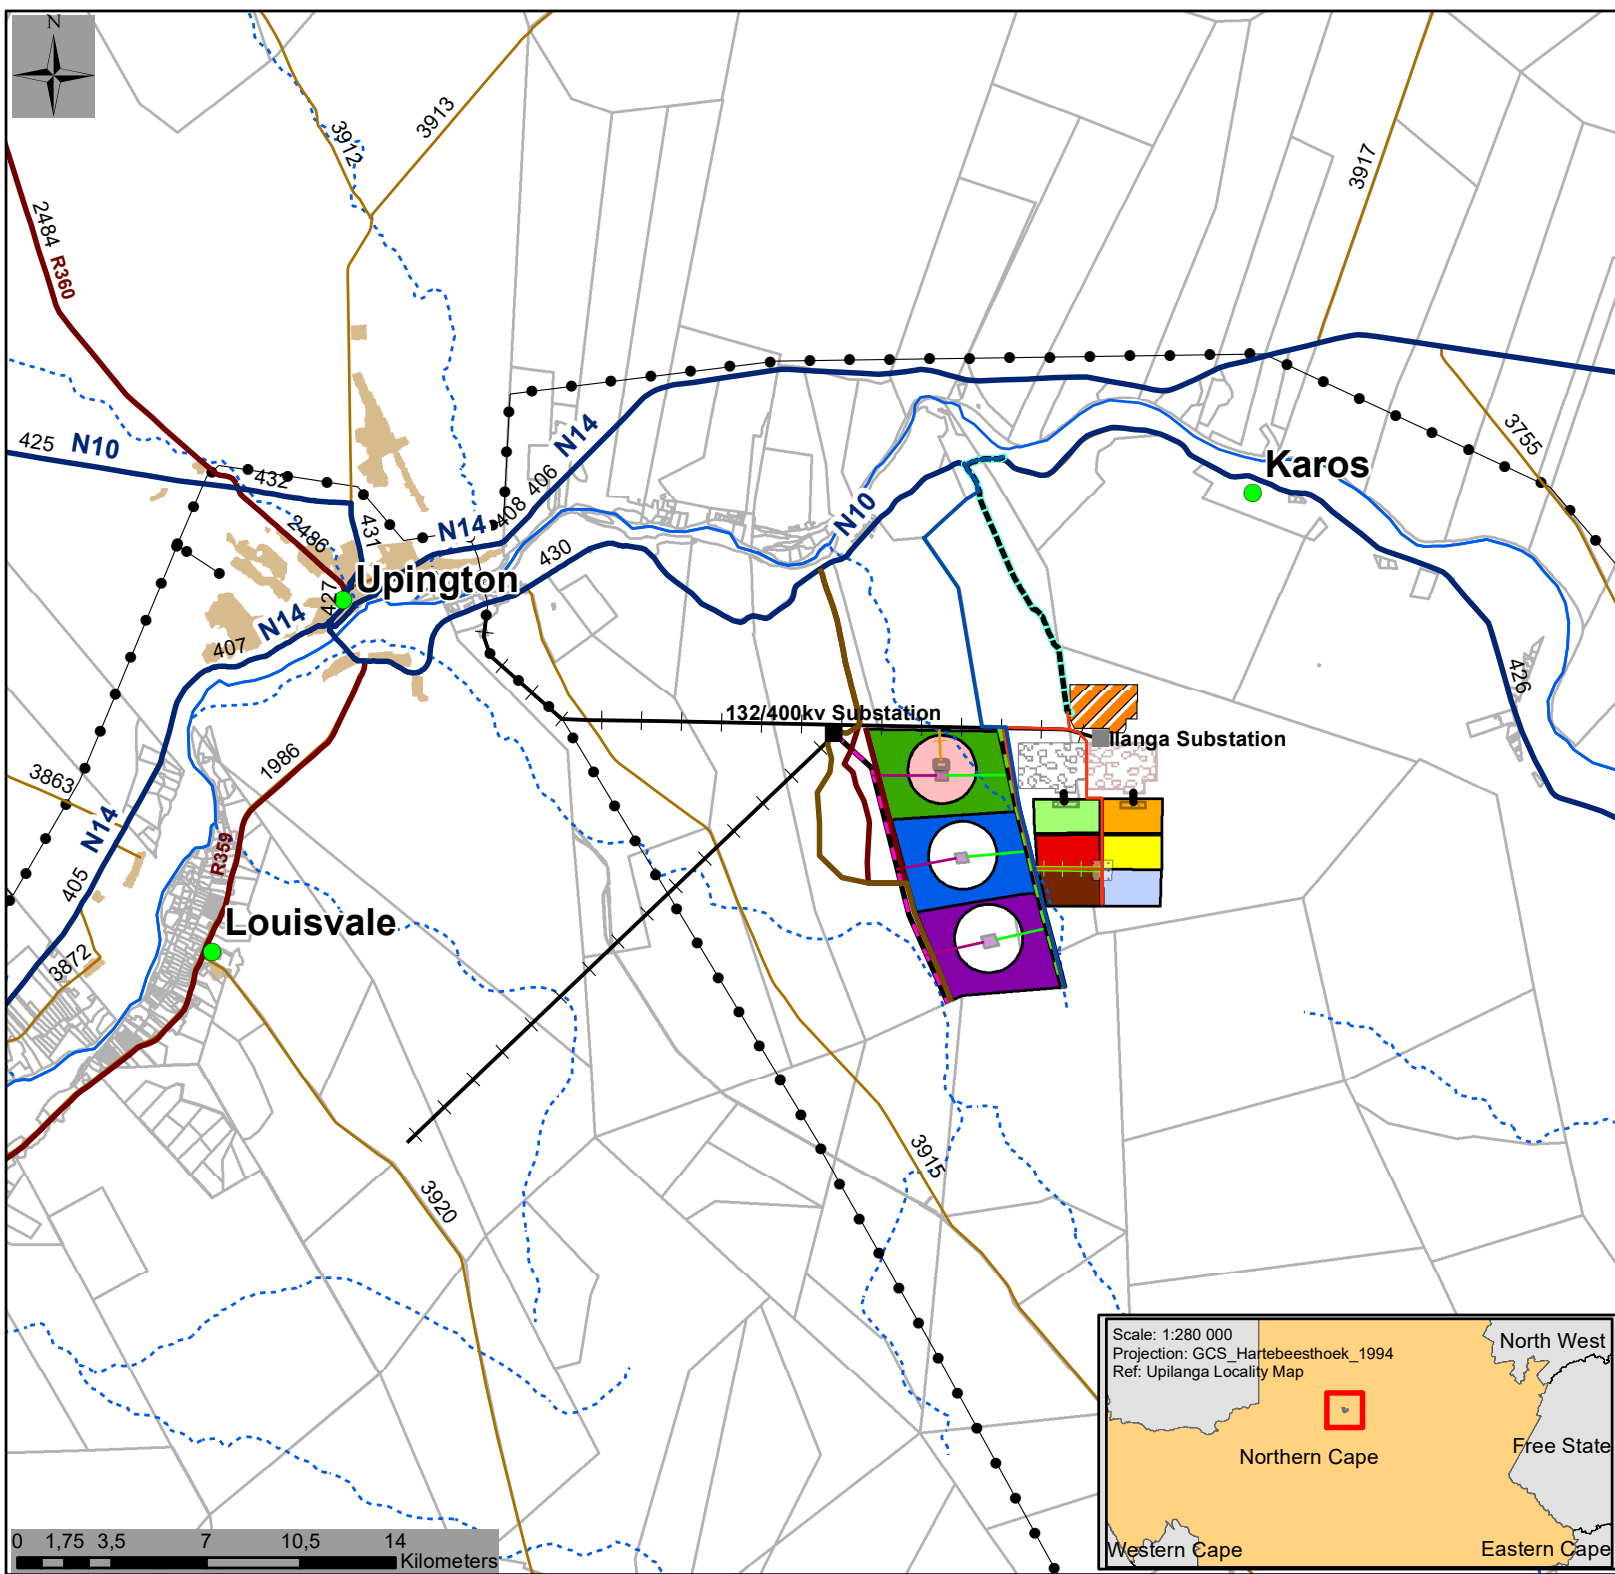 N
3913
3912
3917
2484 R360
425 N10
432
431
2486
N14
408
406
N14
430
N10
Karos
3755
Upington
427
407
N14
426
132/400kv Substation
Ilanga Substation
1986
3863
N14
405
R359
Louisvale
3872
3920
3915
Scale: 1:280 000
Projection: GCS_Hartebeesthoek_1994
Ref: Upilanga Locality Map
North West
Northern Cape
Free State
Western Cape
Eastern Cape
0 1,75 3,5 7 10,5 14
Kilometers